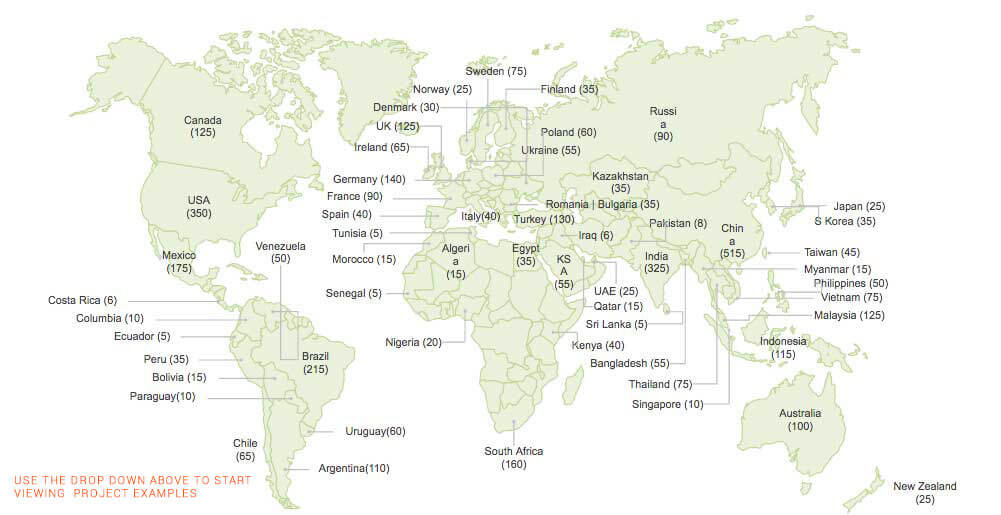 Sweden (75)
Norway (25)
Finland (35)
Denmark (30)
Russi
a
(90)
Canada
(125)
UK (125)
Poland (60)
Ireland (65)
Ukraine (55)
Germany (140)
Kazakhstan
(35)
France (90)
USA
(350)
Romania | Bulgaria (35)
Japan (25)
Spain (40)
Italy(40)
Turkey (130)
Pakistan (8)
S Korea (35)
Tunisia (5)
Iraq (6)
Chin
a
(515)
Venezuela
(50)
Morocco (15)
Algeri
a
(15)
Egypt
(35)
KS
A
(55)
India
(325)
Taiwan (45)
Mexico
(175)
Myanmar (15)
Philippines (50)
Senegal (5)
UAE (25)
Vietnam (75)
Costa Rica (6)
Qatar (15)
Malaysia (125)
Columbia (10)
Sri Lanka (5)
Ecuador (5)
Nigeria (20)
Kenya (40)
Indonesia
(115)
Peru (35)
Brazil
(215)
Bangladesh (55)
Bolivia (15)
Thailand (75)
Paraguay(10)
Singapore (10)
Australia
(100)
Uruguay(60)
Chile
(65)
South Africa
(160)
Argentina(110)
USE THE DROP DOWN ABOVE TO START
VIEWING PROJECT EXAMPLES
New Zealand
(25)